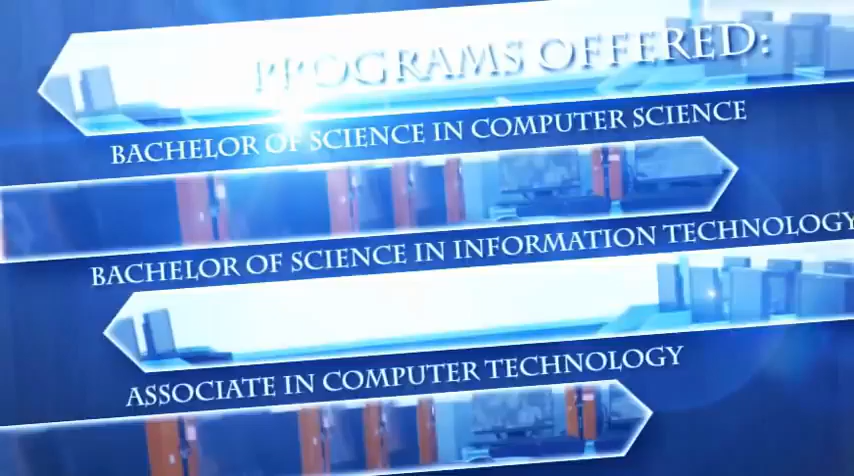 PROGRAMS OFFERED:
BACHELOR OF SCIENCE IN COMPUTER SCIENCE
BACHELOR OF SCIENCE IN INFORMATION TECHNOLOGY
ASSOCIATE IN COMPUTER TECHNOLOGY